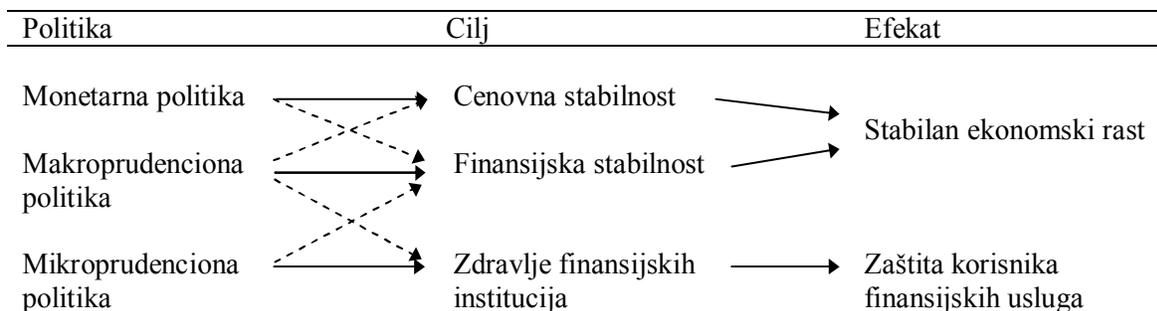 Politika Cilj Efekat
Monetarna politika Cenovna stabilnost
Stabilan ekonomski rast
Makroprudenciona Finansijska stabilnost
politika
Mikroprudenciona Zdravlje finansijskih Zaštita korisnika
politika institucija finansijskih usluga